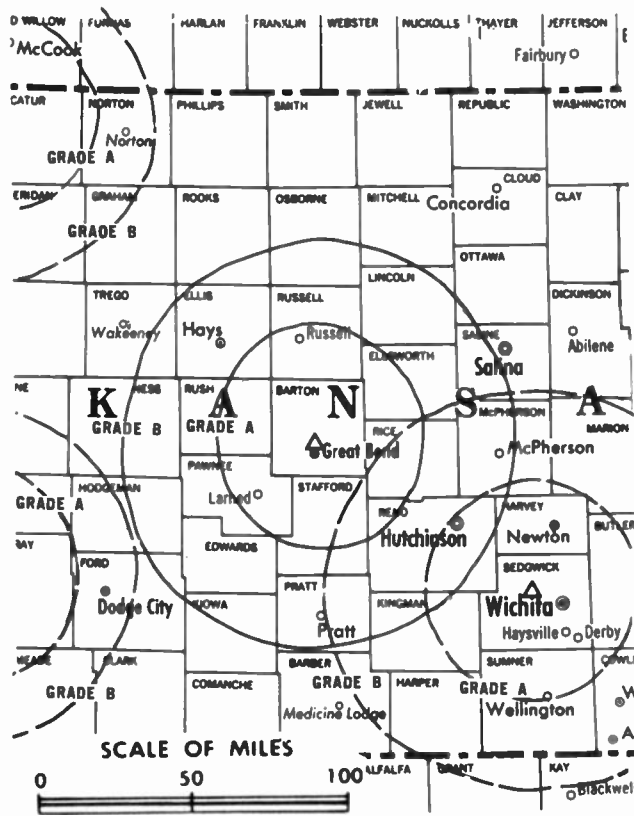 D WILLOW FURNAS HARLAN FRANKLIN WEBSTER NUCKOLLS THAYER JEFFERSON
McCook Fairbury
CATUR NORTON PHILLIPS SMITH JEWELL REPUBLIC WASHINGTON
Norton
GRADE A
CLOUD
ERIDAN GRAHAM ROOKS OSBORNE MITCHELL Concordia CLAY
GRADE B
OTTAWA
LINCOLN
TREGO ELLIS RUSSELL DICKINSON
Wakeeney Hays Russell SALINE Abilene
ELLSWORTH Salina
NE NESS RUSH BARTON
K A N S A
McPHERSON
GRADE B GRADE A RICE MARION
Great Bend McPherson
PAWNEE
HODGEMAN Larned STAFFORD
GRADE A RENO HARVEY
Hutchinson Newton BUTLER
RAY EDWARDS
FORD SEDGWICK
PRATT
Dodge City KIOWA KINGMAN Wichita
Pratt Haysville Derby
MEADE CLARK BARBER SUMNER COWL
GRADE B COMANCHE GRADE B HARPER GRADE A
Medicine Lodge Wellington W
A
SCALE OF MILES
ALFALFA GRANT KAY
0 50 100
Blackwel